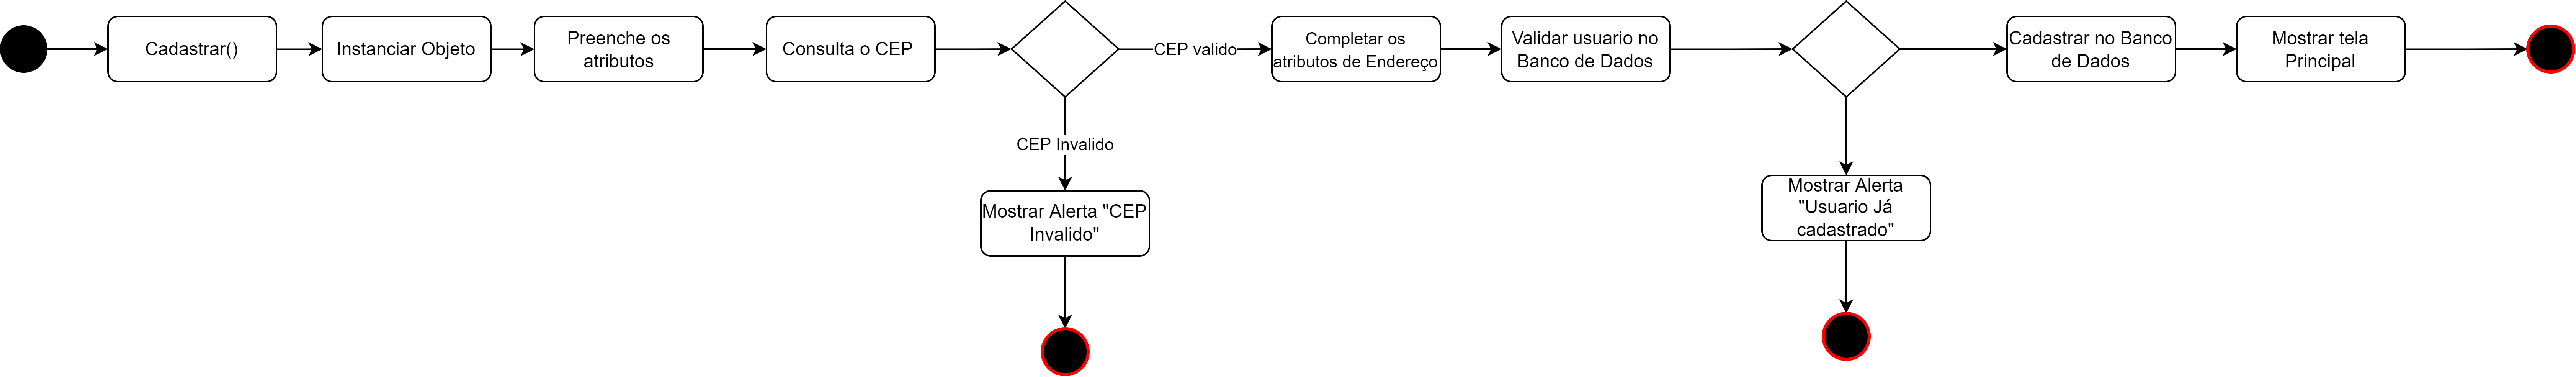 Cadastrar()
Instanciar Objeto
Preenche os
atributos
Consulta o CEP
CEP valido
Completar os
atributos de Endereço
Validar usuario no
Banco de Dados
Cadastrar no Banco
de Dados
Mostrar tela
Principal
CEP Invalido
Mostrar Alerta "CEP
Invalido"
Mostrar Alerta
"Usuario Já
cadastrado"